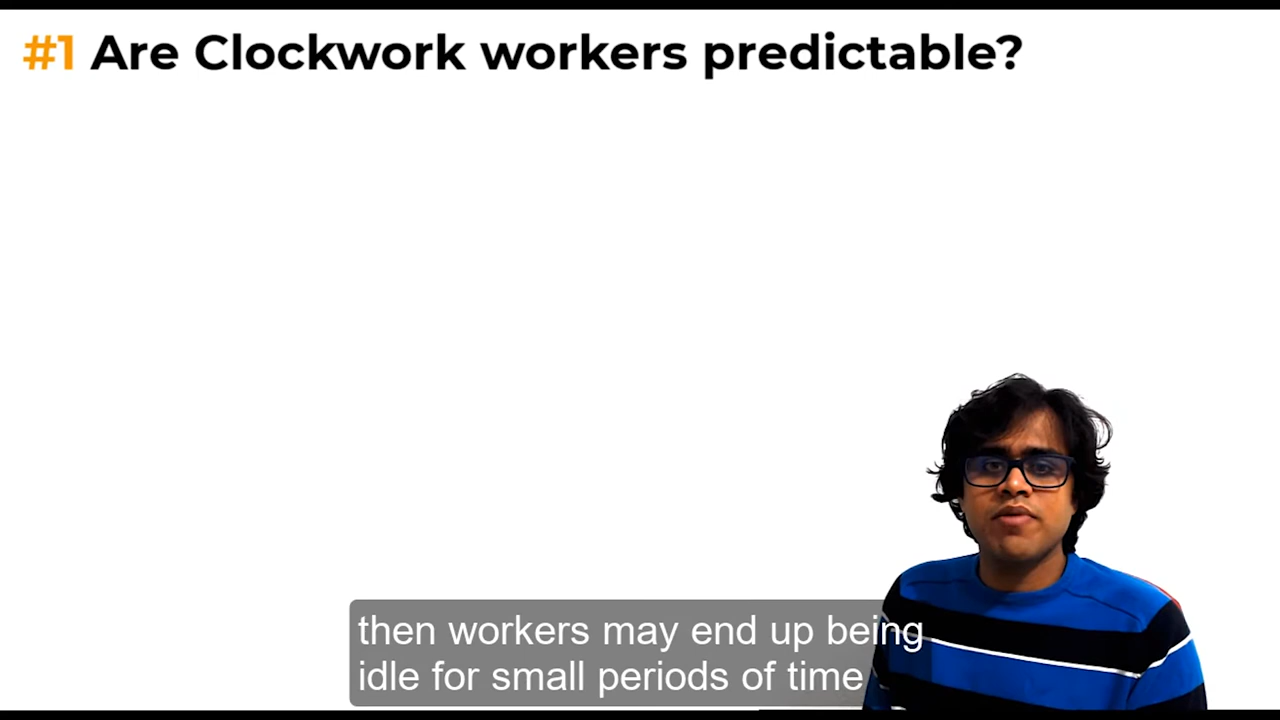 #1 Are Clockwork workers predictable?
then workers may end up being
idle for small periods of time